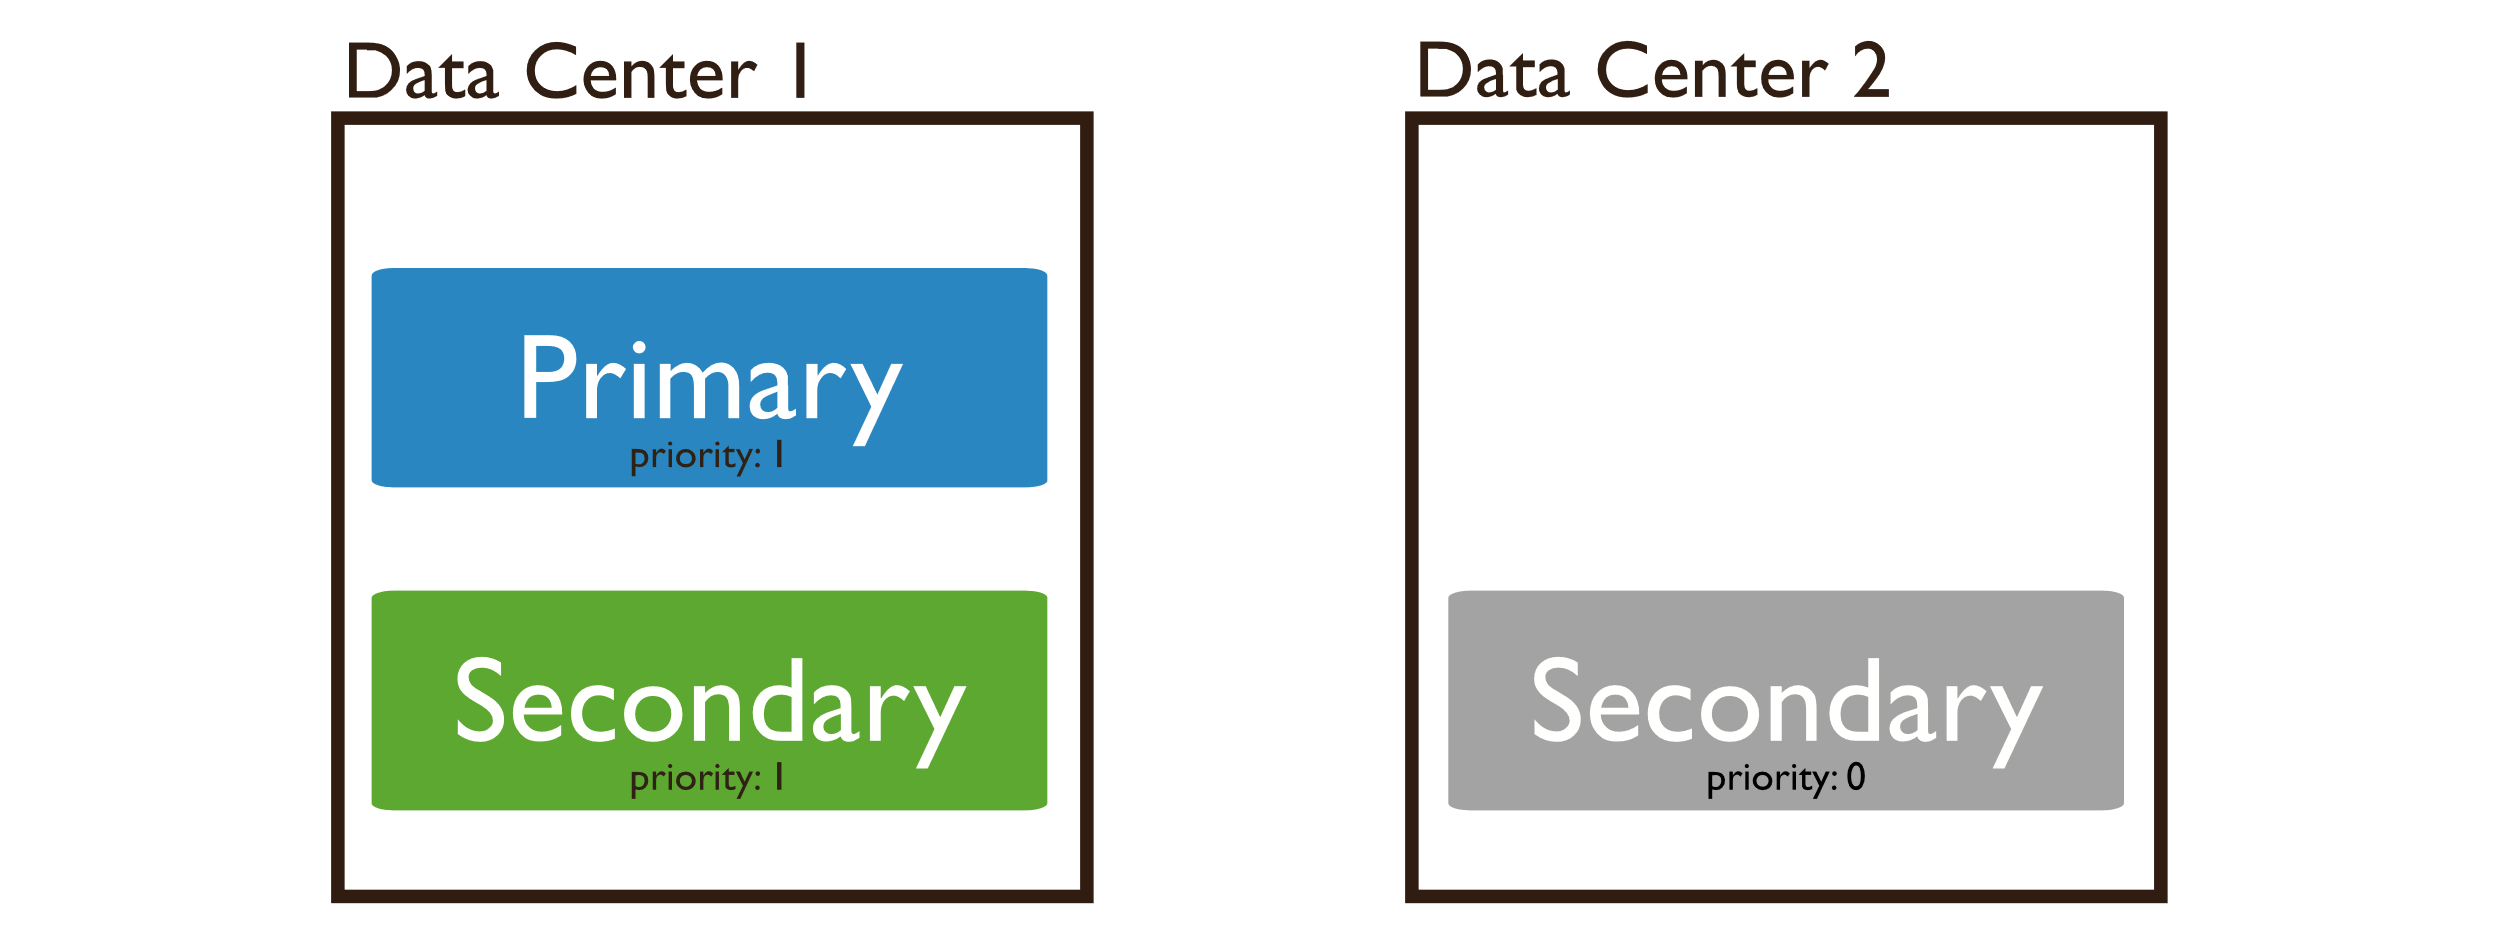 Data Center 1
Primary
priority: 1
Secondary
priority: 1
Data Center 2
Secondary
priority: 0